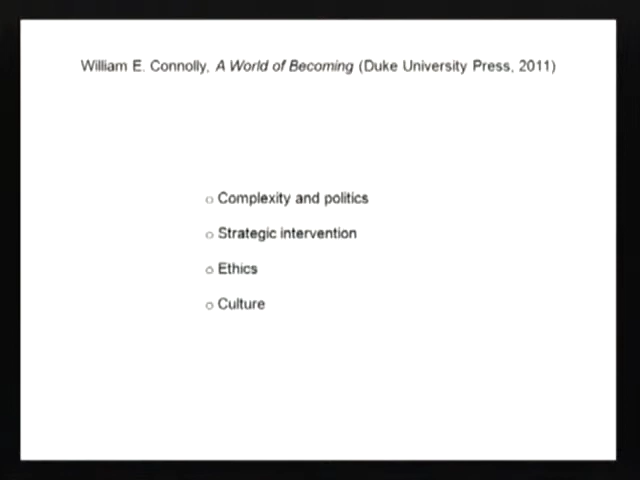 William E. Connolly, A World of Becoming (Duke University Press, 2011)
o Complexity and politics
o Strategic intervention
o Ethics
o Culture